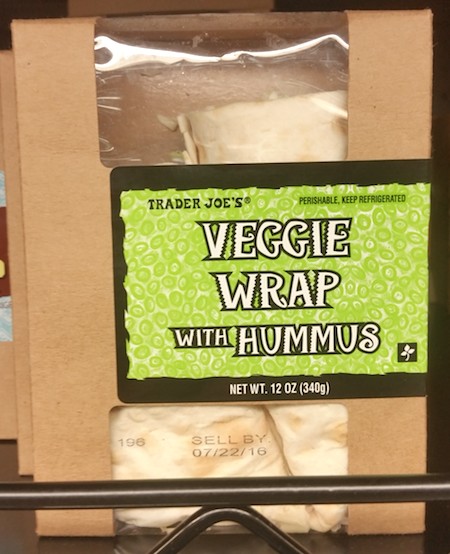 TRADER JOE'S®
PERISHABLE, KEEP REFRIGERATED
VEGGIE
WRAP
WITH HUMMUS
NET WT. 12 OZ (340g)
196
SELL BY
07/22/16